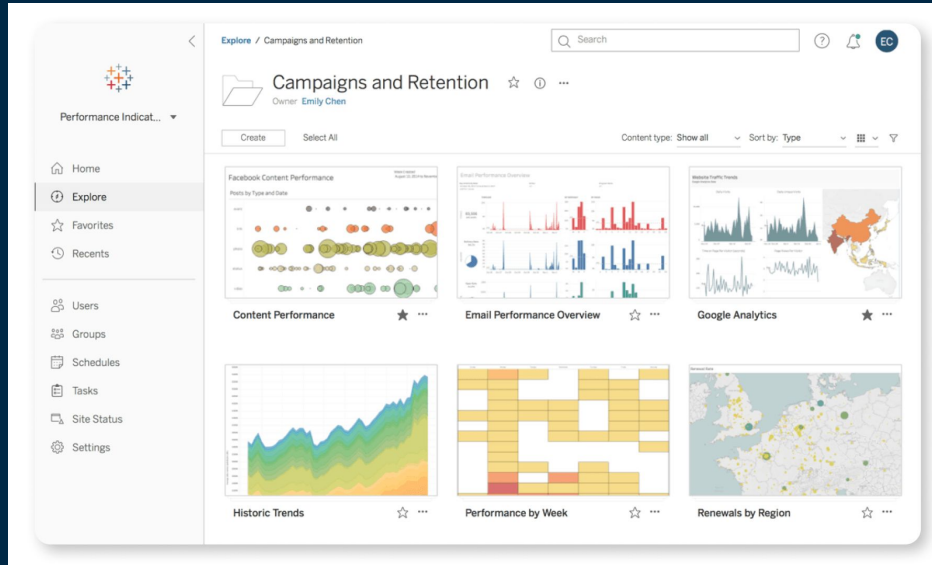 Explore / Campaigns and Retention
Search
EC
Campaigns and Retention
Owner Emily Chen
Performance Indicat...
Create
Select All
Content type: Show all
Sort by: Type
Home
Explore
Favorites
Recents
Users
Groups
Schedules
Tasks
Site Status
Settings
Facebook Content Performance
Posts by Type and Date
Email Performance Overview
Website Traffic Trends
Content Performance
Email Performance Overview
Google Analytics
Historic Trends
Performance by Week
Renewals by Region